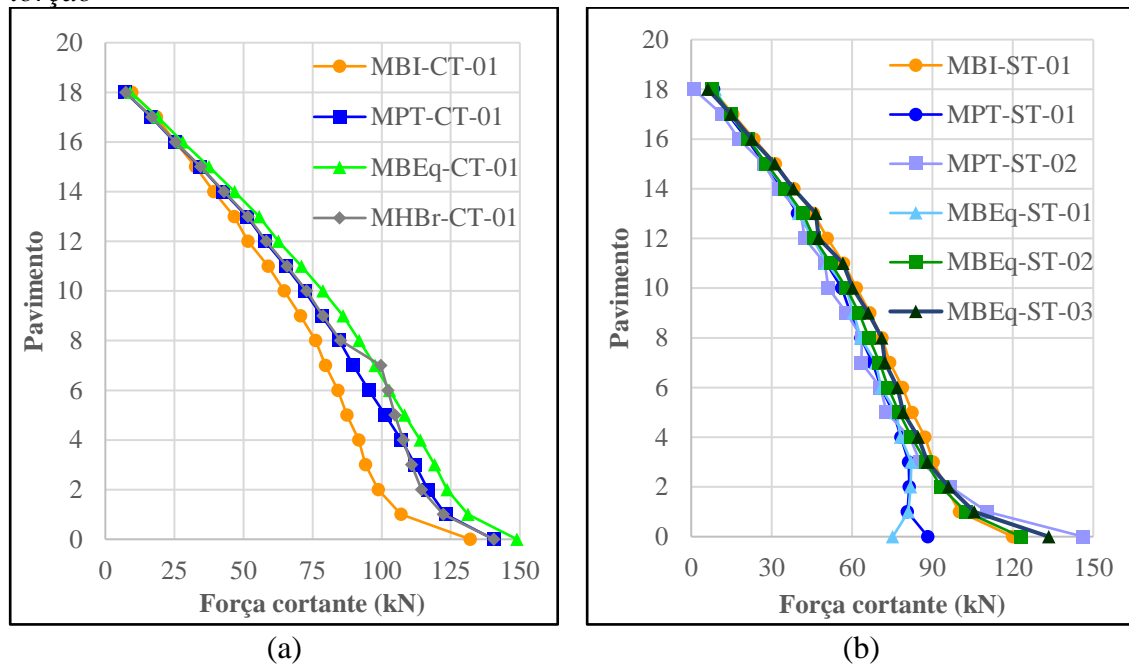 torção
20
18
16
14
12
10
8
6
4
2
0
Pavimento
MBI-CT-01
MPT-CT-01
MBEq-CT-01
MHBr-CT-01
0 25 50 75 100 125 150
Força cortante (kN)
(a)
20
18
16
14
12
10
8
6
4
2
0
Pavimento
MBI-ST-01
MPT-ST-01
MPT-ST-02
MBEq-ST-01
MBEq-ST-02
MBEq-ST-03
0 30 60 90 120 150
Força cortante (kN)
(b)